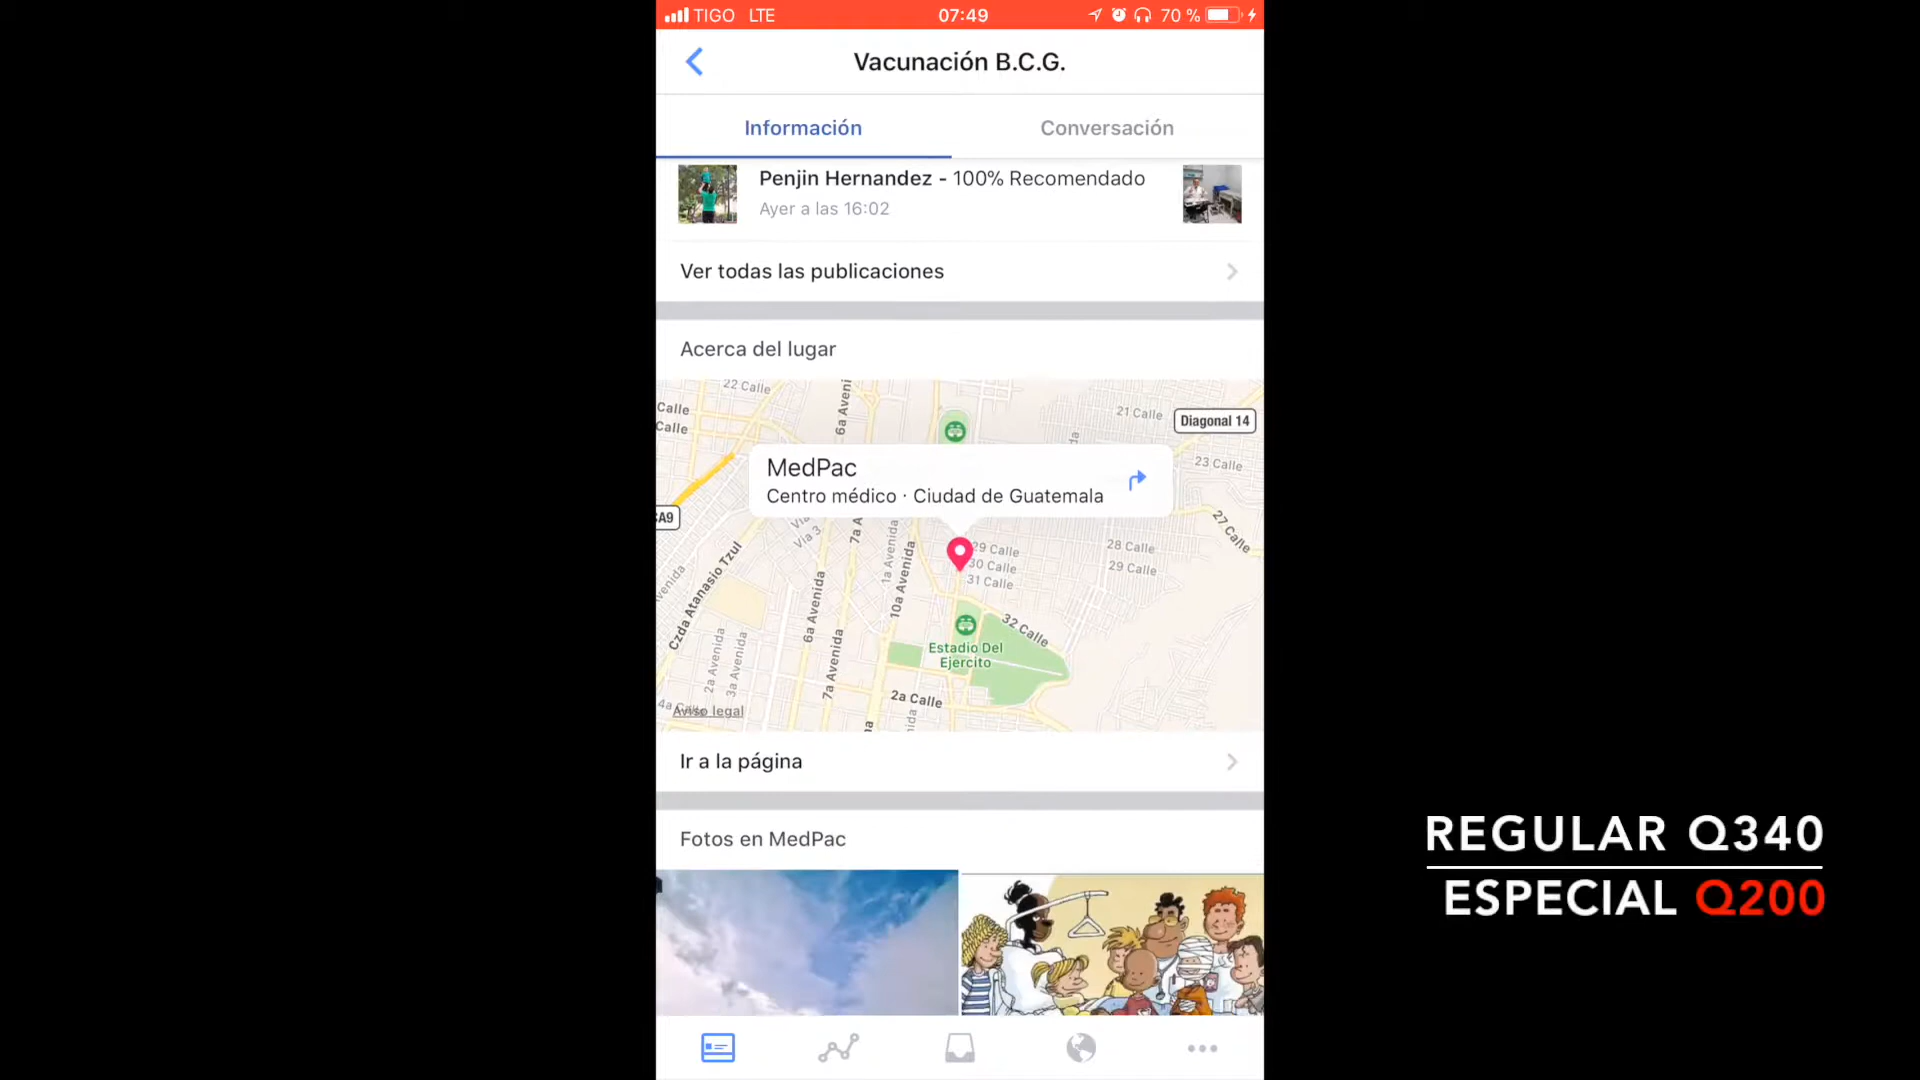 TIGO LTE 07:49 70 %
Vacunación B.C.G.
Información Conversación
Penjin Hernandez - 100% Recomendado
Ayer a las 16:02
Ver todas las publicaciones
Acerca del lugar
22 Calle
Calle
Calle
6a Aveni
21 Calle
Diagonal 14
23 Calle
MedPac
Centro médico · Ciudad de Guatemala
CA9
Vía 3
7a A
1a Avenida
10a Avenida
29 Calle
30 Calle
31 Calle
28 Calle
29 Calle
27 Calle
Czda Atanasio Tzul
6a Avenida
7a Avenida
2a Avenida
3a Avenida
32 Calle
Estadio Del
Ejercito
2a Calle
Aviso legal
Ir a la página
Fotos en MedPac
REGULAR Q340
ESPECIAL Q200